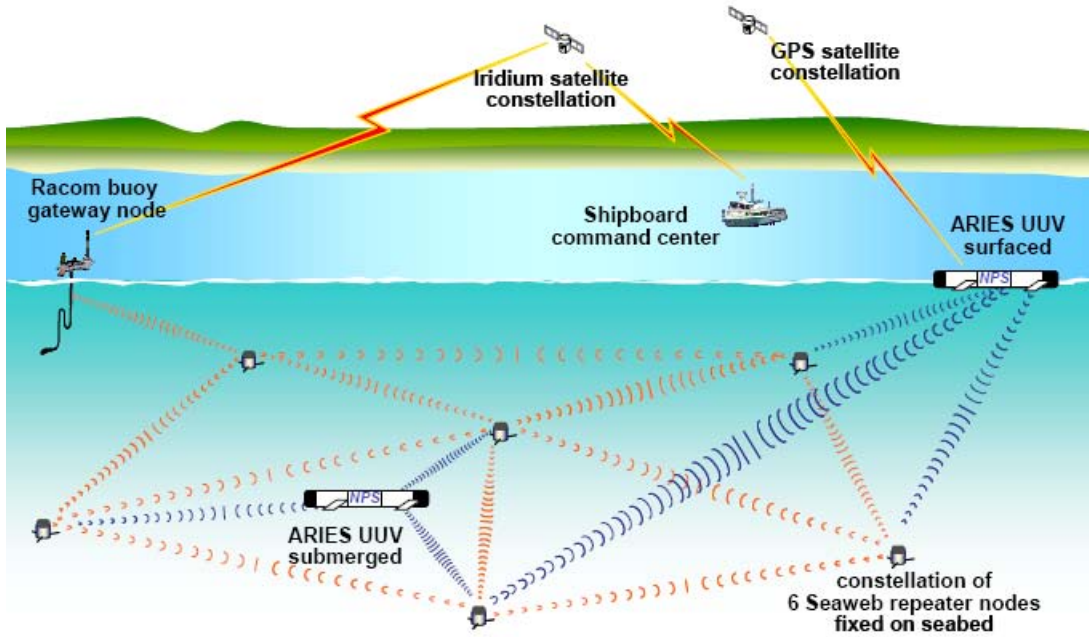 Iridium satellite
constellation
GPS satellite
constellation
Racom buoy
gateway node
Shipboard
command center
ARIES UUV
surfaced
NPS
NPS
ARIES UUV
submerged
constellation of
6 Seaweb repeater nodes
fixed on seabed